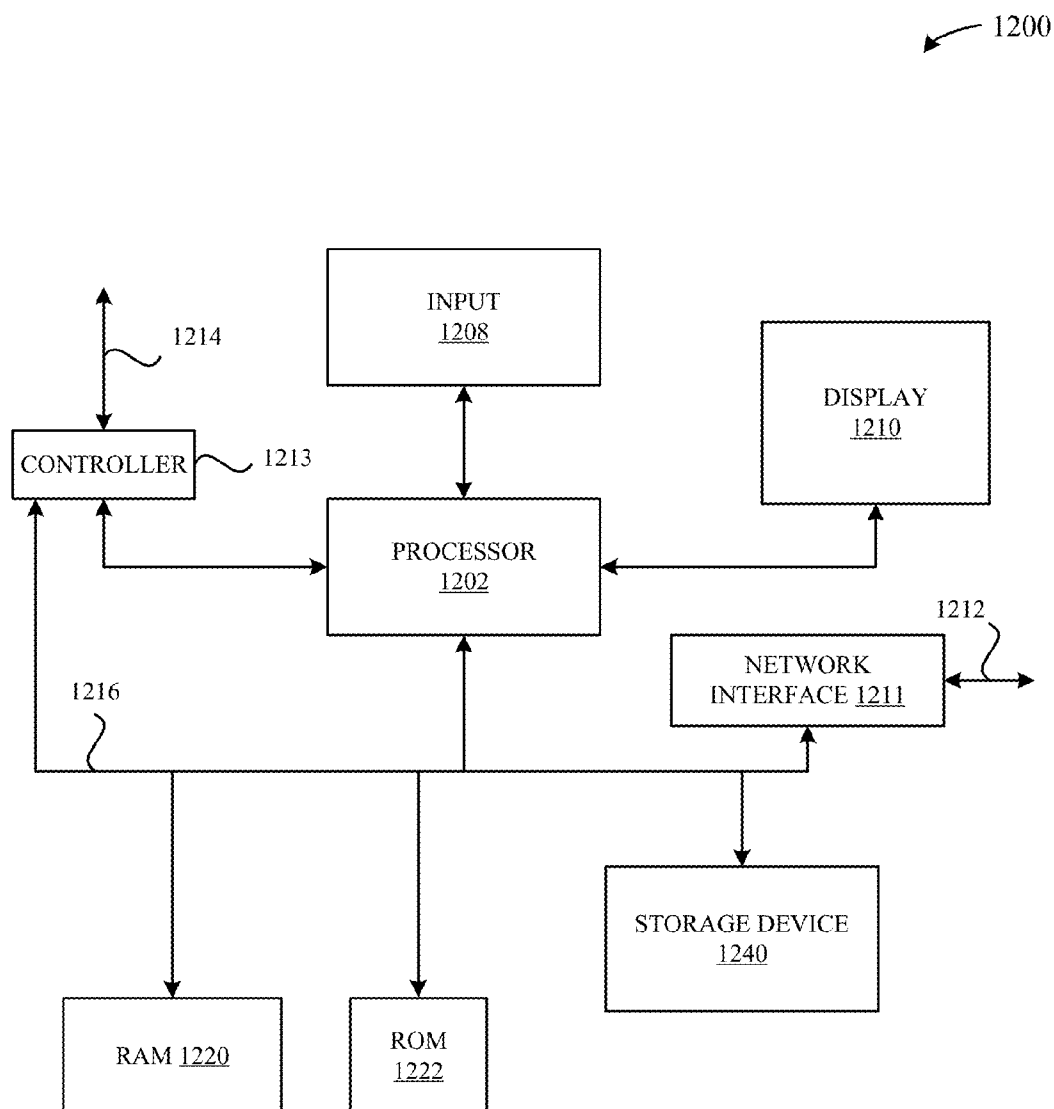 1200
INPUT
1208
1214
DISPLAY
1210
CONTROLLER
1213
PROCESSOR
1202
1212
NETWORK
INTERFACE 1211
1216
STORAGE DEVICE
1240
RAM 1220
ROM
1222